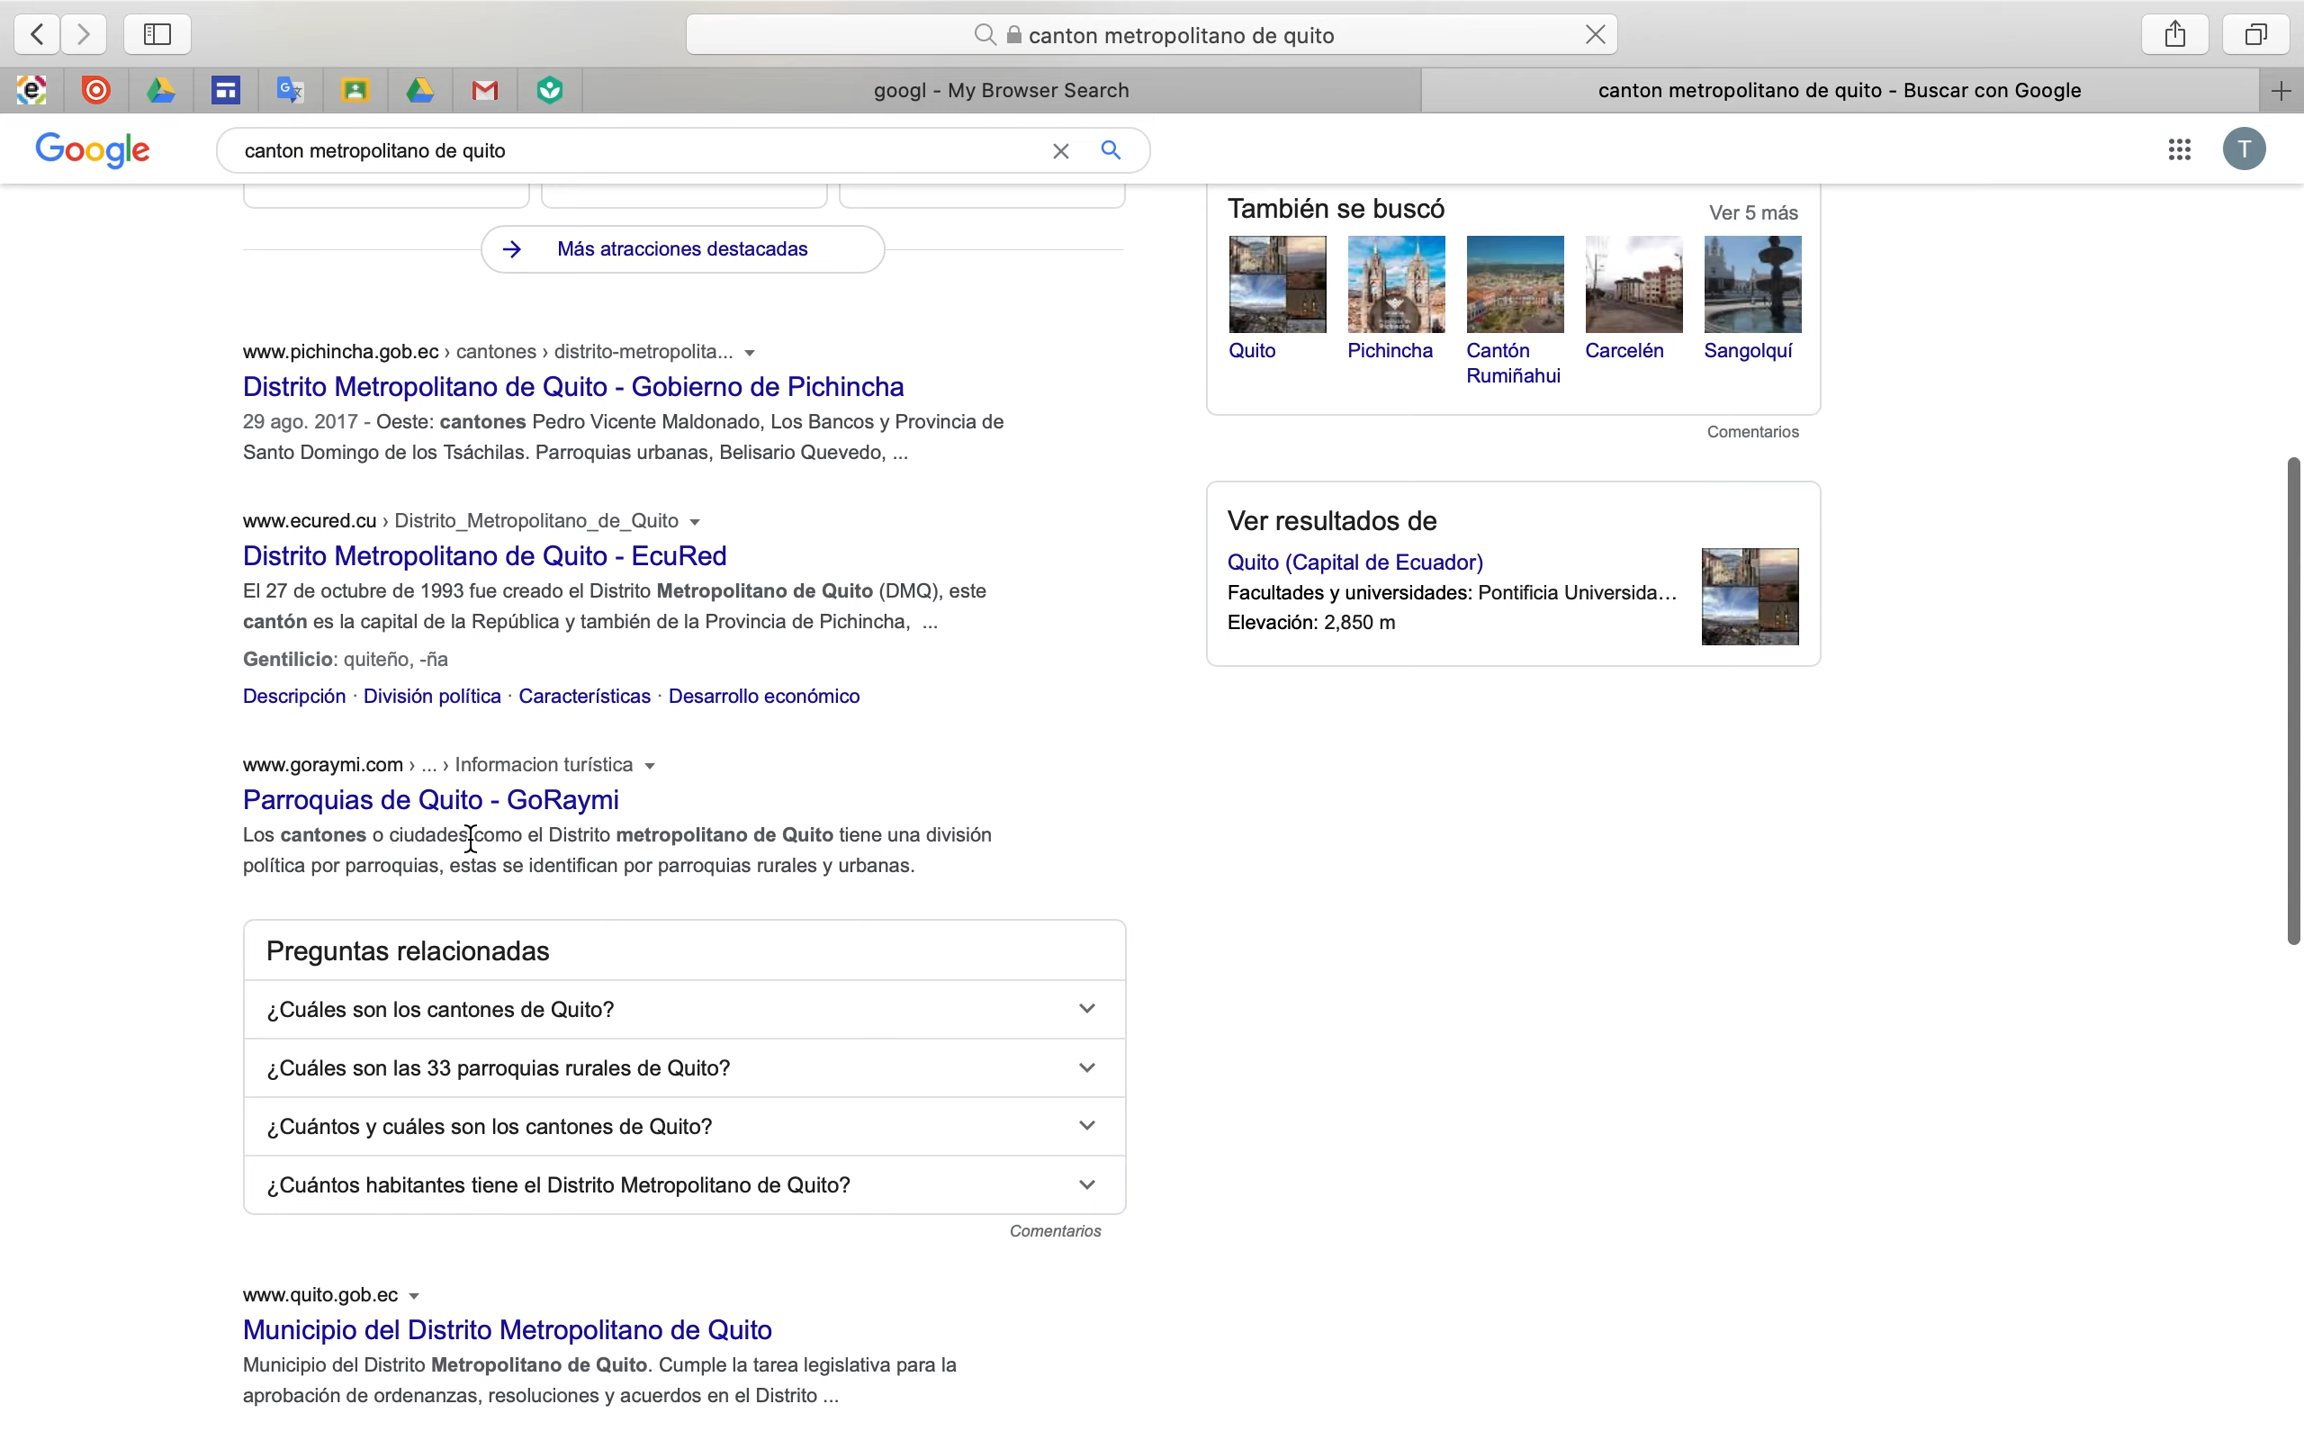 canton metropolitano de quito
googl - My Browser Search
canton metropolitano de quito - Buscar con Google
Google
canton metropolitano de quito
T
Más atracciones destacadas
www.pichincha.gob.ec › cantones › distrito-metropolita...
Distrito Metropolitano de Quito - Gobierno de Pichincha
29 ago. 2017 - Oeste: cantones Pedro Vicente Maldonado, Los Bancos y Provincia de
Santo Domingo de los Tsáchilas. Parroquias urbanas, Belisario Quevedo, ...
www.ecured.cu › Distrito_Metropolitano_de_Quito
Distrito Metropolitano de Quito - EcuRed
El 27 de octubre de 1993 fue creado el Distrito Metropolitano de Quito (DMQ), este
cantón es la capital de la República y también de la Provincia de Pichincha, ...
Gentilicio: quiteño, -ña
Descripción · División política · Características · Desarrollo económico
www.goraymi.com › ... › Informacion turística
Parroquias de Quito - GoRaymi
Los cantones o ciudades como el Distrito metropolitano de Quito tiene una división
política por parroquias, estas se identifican por parroquias rurales y urbanas.
Preguntas relacionadas
¿Cuáles son los cantones de Quito?
¿Cuáles son las 33 parroquias rurales de Quito?
¿Cuántos y cuáles son los cantones de Quito?
¿Cuántos habitantes tiene el Distrito Metropolitano de Quito?
Comentarios
www.quito.gob.ec
Municipio del Distrito Metropolitano de Quito
Municipio del Distrito Metropolitano de Quito. Cumple la tarea legislativa para la
aprobación de ordenanzas, resoluciones y acuerdos en el Distrito ...
También se buscó
Ver 5 más
Quito
Pichincha
Cantón
Rumiñahui
Carcelén
Sangolquí
Comentarios
Ver resultados de
Quito (Capital de Ecuador)
Facultades y universidades: Pontificia Universida...
Elevación: 2,850 m